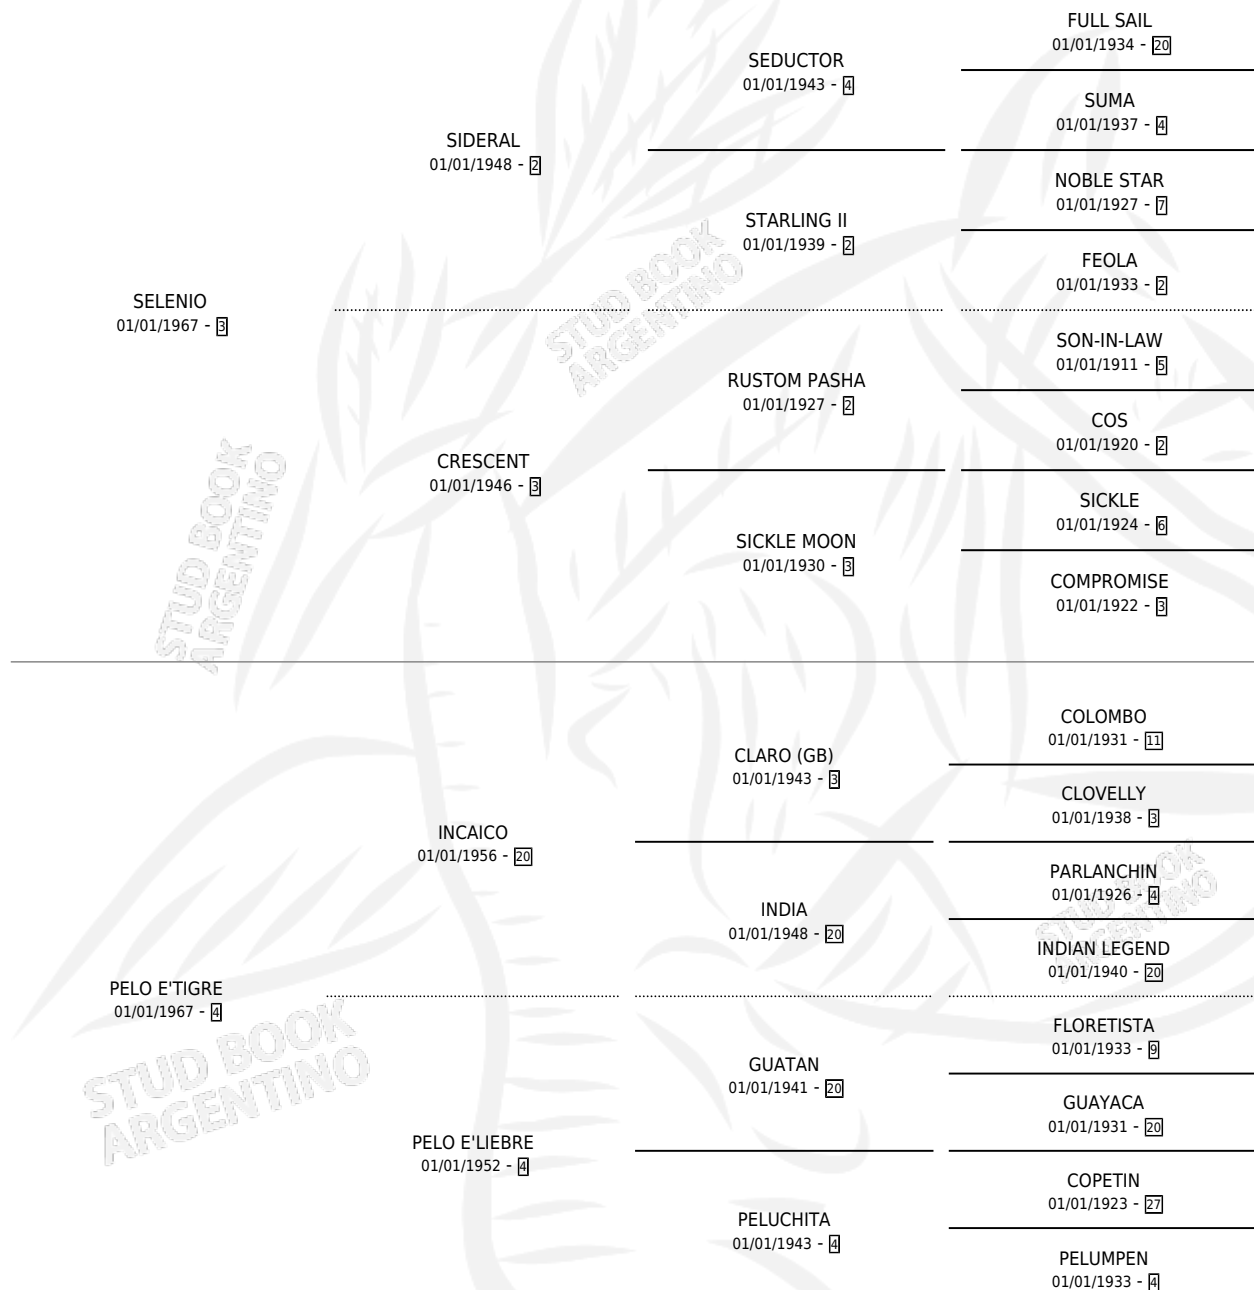 FULL SAIL
01/01/1934 - 20
SEDUCTOR
01/01/1943 - 4
SUMA
01/01/1937 - 4
SIDERAL
01/01/1948 - 2
NOBLE STAR
01/01/1927 - 7
STARLING II
01/01/1939 - 2
FEOLA
01/01/1933 - 2
SELENIO
01/01/1967 - 3
SON-IN-LAW
01/01/1911 - 5
RUSTOM PASHA
01/01/1927 - 2
COS
01/01/1920 - 2
CRESCENT
01/01/1946 - 3
SICKLE
01/01/1924 - 6
SICKLE MOON
01/01/1930 - 3
COMPROMISE
01/01/1922 - 3
COLOMBO
01/01/1931 - 11
CLARO (GB)
01/01/1943 - 3
CLOVELLY
01/01/1938 - 3
INCAICO
01/01/1956 - 20
PARLANCHIN
01/01/1926 - 4
INDIA
01/01/1948 - 20
INDIAN LEGEND
01/01/1940 - 20
PELO E'TIGRE
01/01/1967 - 4
FLORETISTA
01/01/1933 - 9
GUATAN
01/01/1941 - 20
GUAYACA
01/01/1931 - 20
PELO E'LIEBRE
01/01/1952 - 4
COPETIN
01/01/1923 - 27
PELUCHITA
01/01/1943 - 4
PELUMPEN
01/01/1933 - 4
STUD BOOK
ARGENTINO
STUD BOOK
ARGENTINO
STUD BOOK
ARGENTINO
STUD BOOK
ARGENTINO